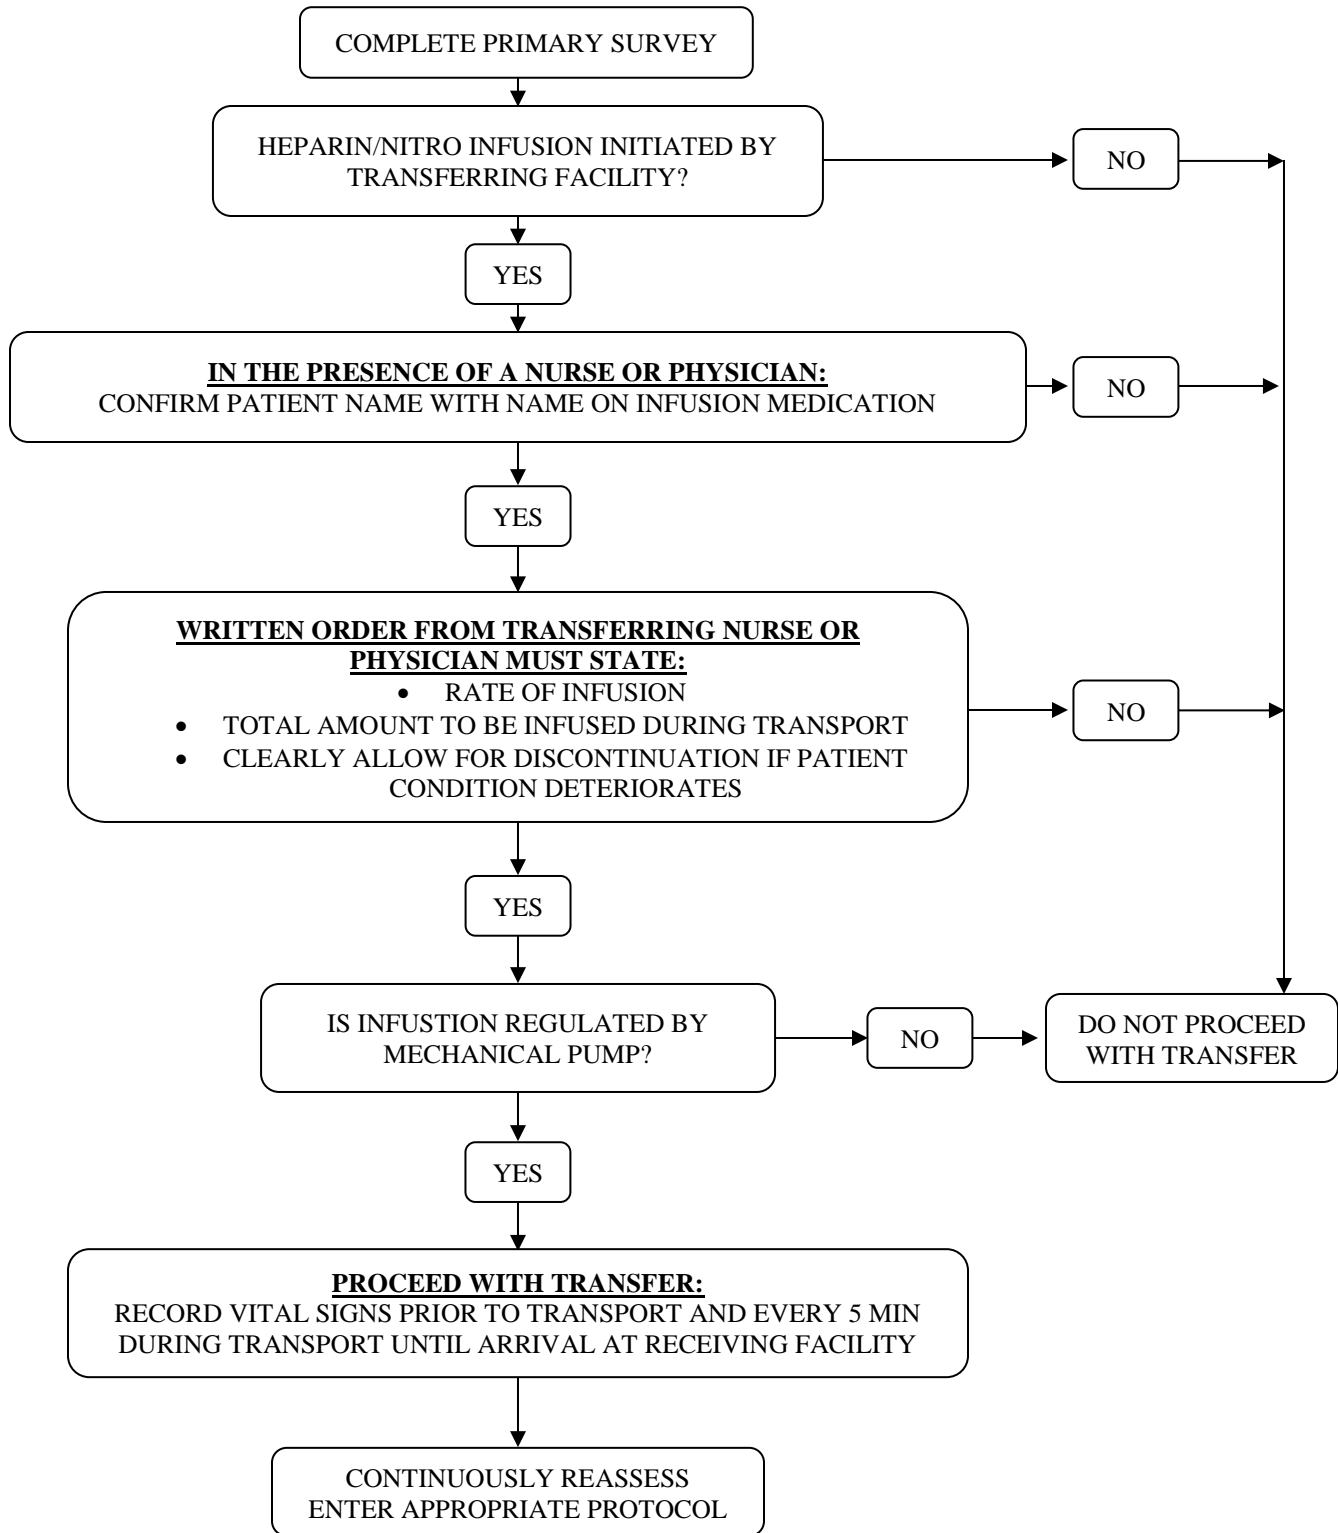 COMPLETE PRIMARY SURVEY
HEPARIN/NITRO INFUSION INITIATED BY
TRANSFERRING FACILITY?
NO
YES
IN THE PRESENCE OF A NURSE OR PHYSICIAN:
CONFIRM PATIENT NAME WITH NAME ON INFUSION MEDICATION
NO
YES
WRITTEN ORDER FROM TRANSFERRING NURSE OR
PHYSICIAN MUST STATE:
• RATE OF INFUSION
• TOTAL AMOUNT TO BE INFUSED DURING TRANSPORT
• CLEARLY ALLOW FOR DISCONTINUATION IF PATIENT
CONDITION DETERIORATES
NO
YES
IS INFUSTION REGULATED BY
MECHANICAL PUMP?
NO
DO NOT PROCEED
WITH TRANSFER
YES
PROCEED WITH TRANSFER:
RECORD VITAL SIGNS PRIOR TO TRANSPORT AND EVERY 5 MIN
DURING TRANSPORT UNTIL ARRIVAL AT RECEIVING FACILITY
CONTINUOUSLY REASSESS
ENTER APPROPRIATE PROTOCOL